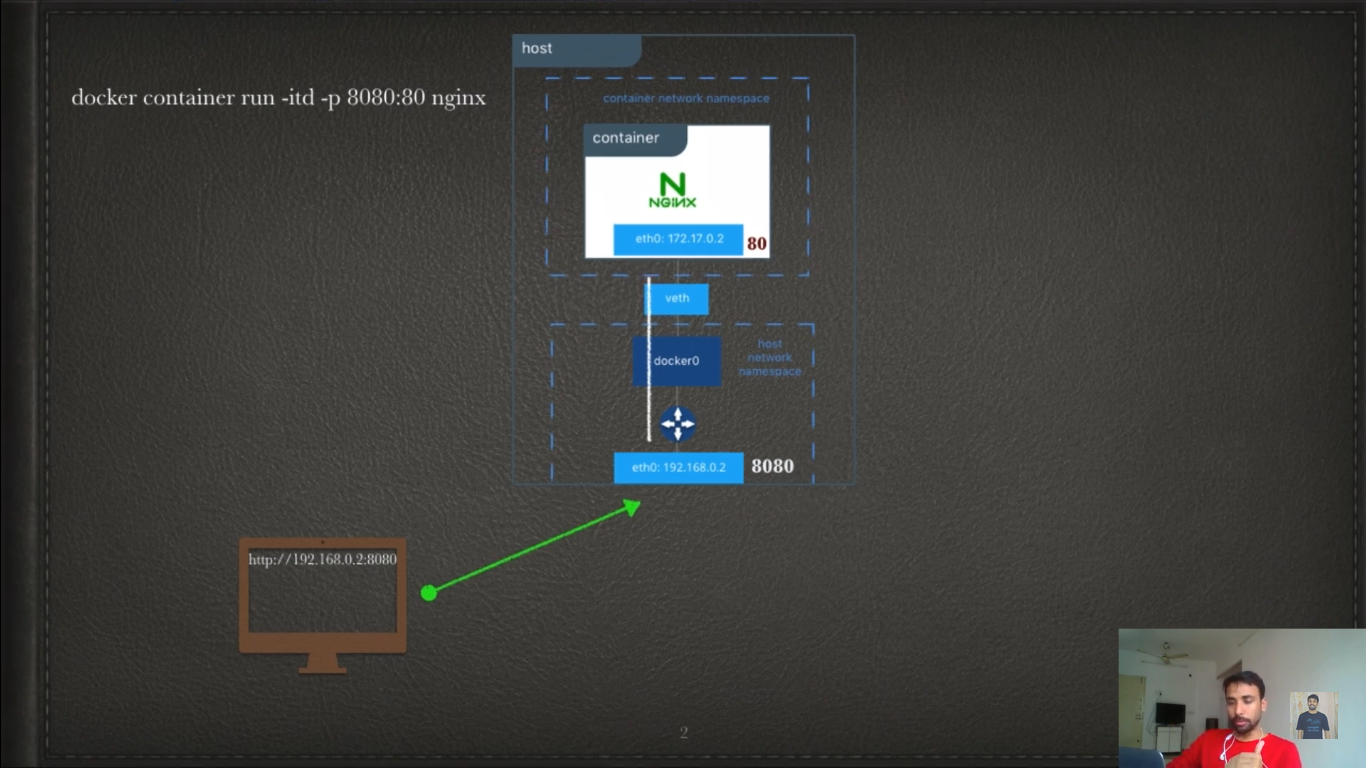 host
docker container run -itd -p 8080:80 nginx
container network namespace
container
N
NGiNX
eth0: 172.17.0.2
80
veth
host
network
namespace
docker0
eth0: 192.168.0.2
8080
http://192.168.0.2:8080
2